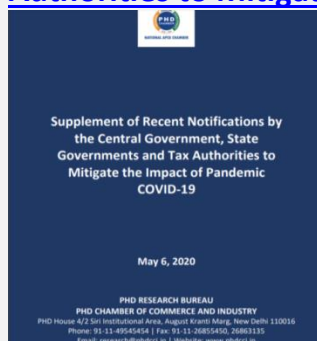 PHD
NATIONAL APEX CHAMBER
Supplement of Recent Notifications by
the Central Government, State
Governments and Tax Authorities to
Mitigate the Impact of Pandemic
COVID-19
May 6, 2020
PHD RESEARCH BUREAU
PHD CHAMBER OF COMMERCE AND INDUSTRY
PHD House 4/2 Siri Institutional Area, August Kranti Marg, New Delhi 110016
Phone: 91-11-49545454 | Fax: 91-11-26855450, 26863135
Email: research@phdcci.in | Website: www.phdcci.in